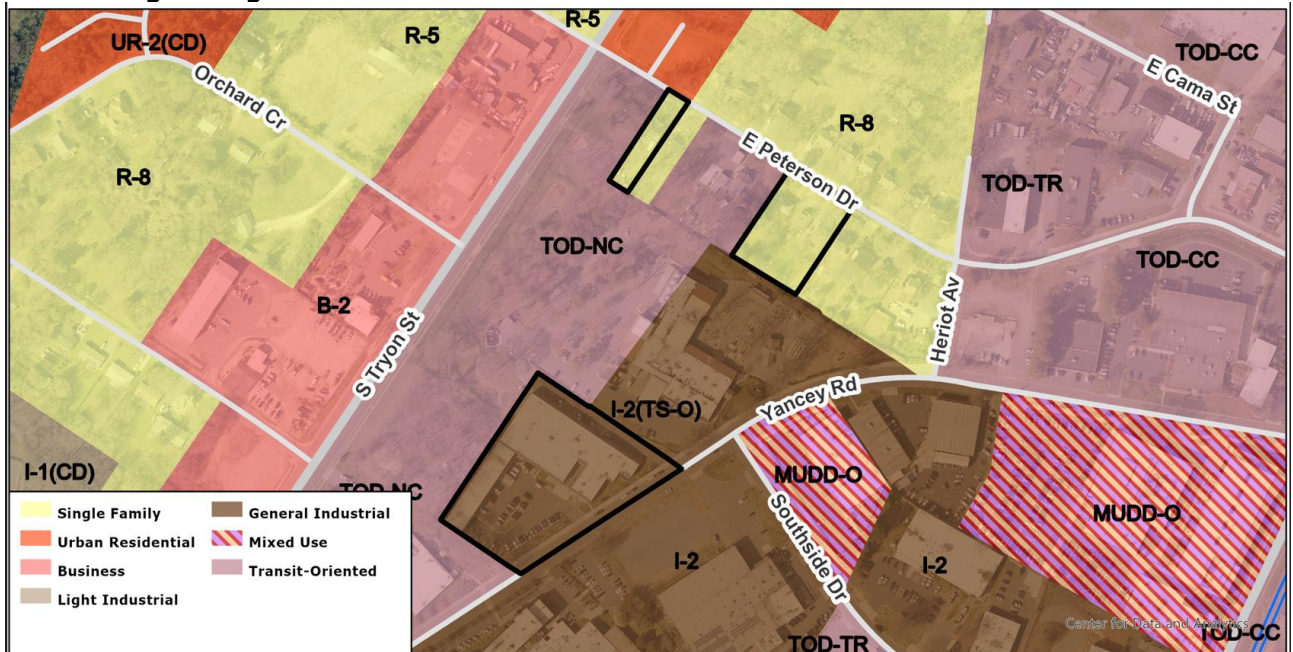 R-5
UR-2(CD)
R-5
TOD-CC
E Cama St
Orchard Cr
R-8
R-8
E Peterson Dr
TOD-TR
TOD-NC
TOD-CC
B-2
S Tryon St
Heriot Av
I-2(TS-O)
Yancey Rd
I-1(CD)
TOD-NC
MUDD-O
MUDD-O
Southside Dr
I-2
I-2
Single Family
General Industrial
Urban Residential
Mixed Use
Business
Transit-Oriented
Light Industrial
Center for Data and Analytics
TOD-CC
TOD-TR